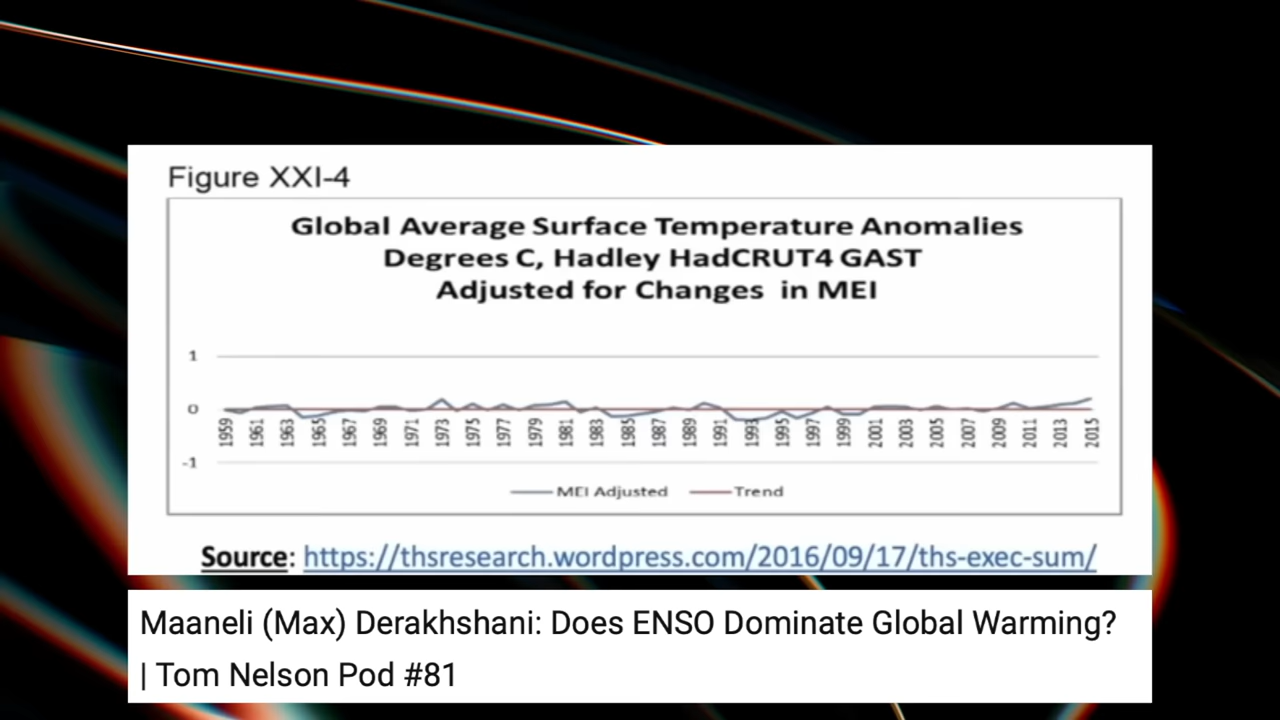 Figure XXI-4
Global Average Surface Temperature Anomalies
Degrees C, Hadley HadCRUT4 GAST
Adjusted for Changes in MEI
1
0
1959 1961 1963 1965 1967 1969 1971 1973 1975 1977 1979 1981 1983 1985 1987 1989 1991 1993 1995 1997 1999 2001 2003 2005 2007 2009 2011 2013 2015
-1
MEI Adjusted Trend
Source: https://thsresearch.wordpress.com/2016/09/17/ths-exec-sum/
Maaneli (Max) Derakhshani: Does ENSO Dominate Global Warming?
| Tom Nelson Pod #81